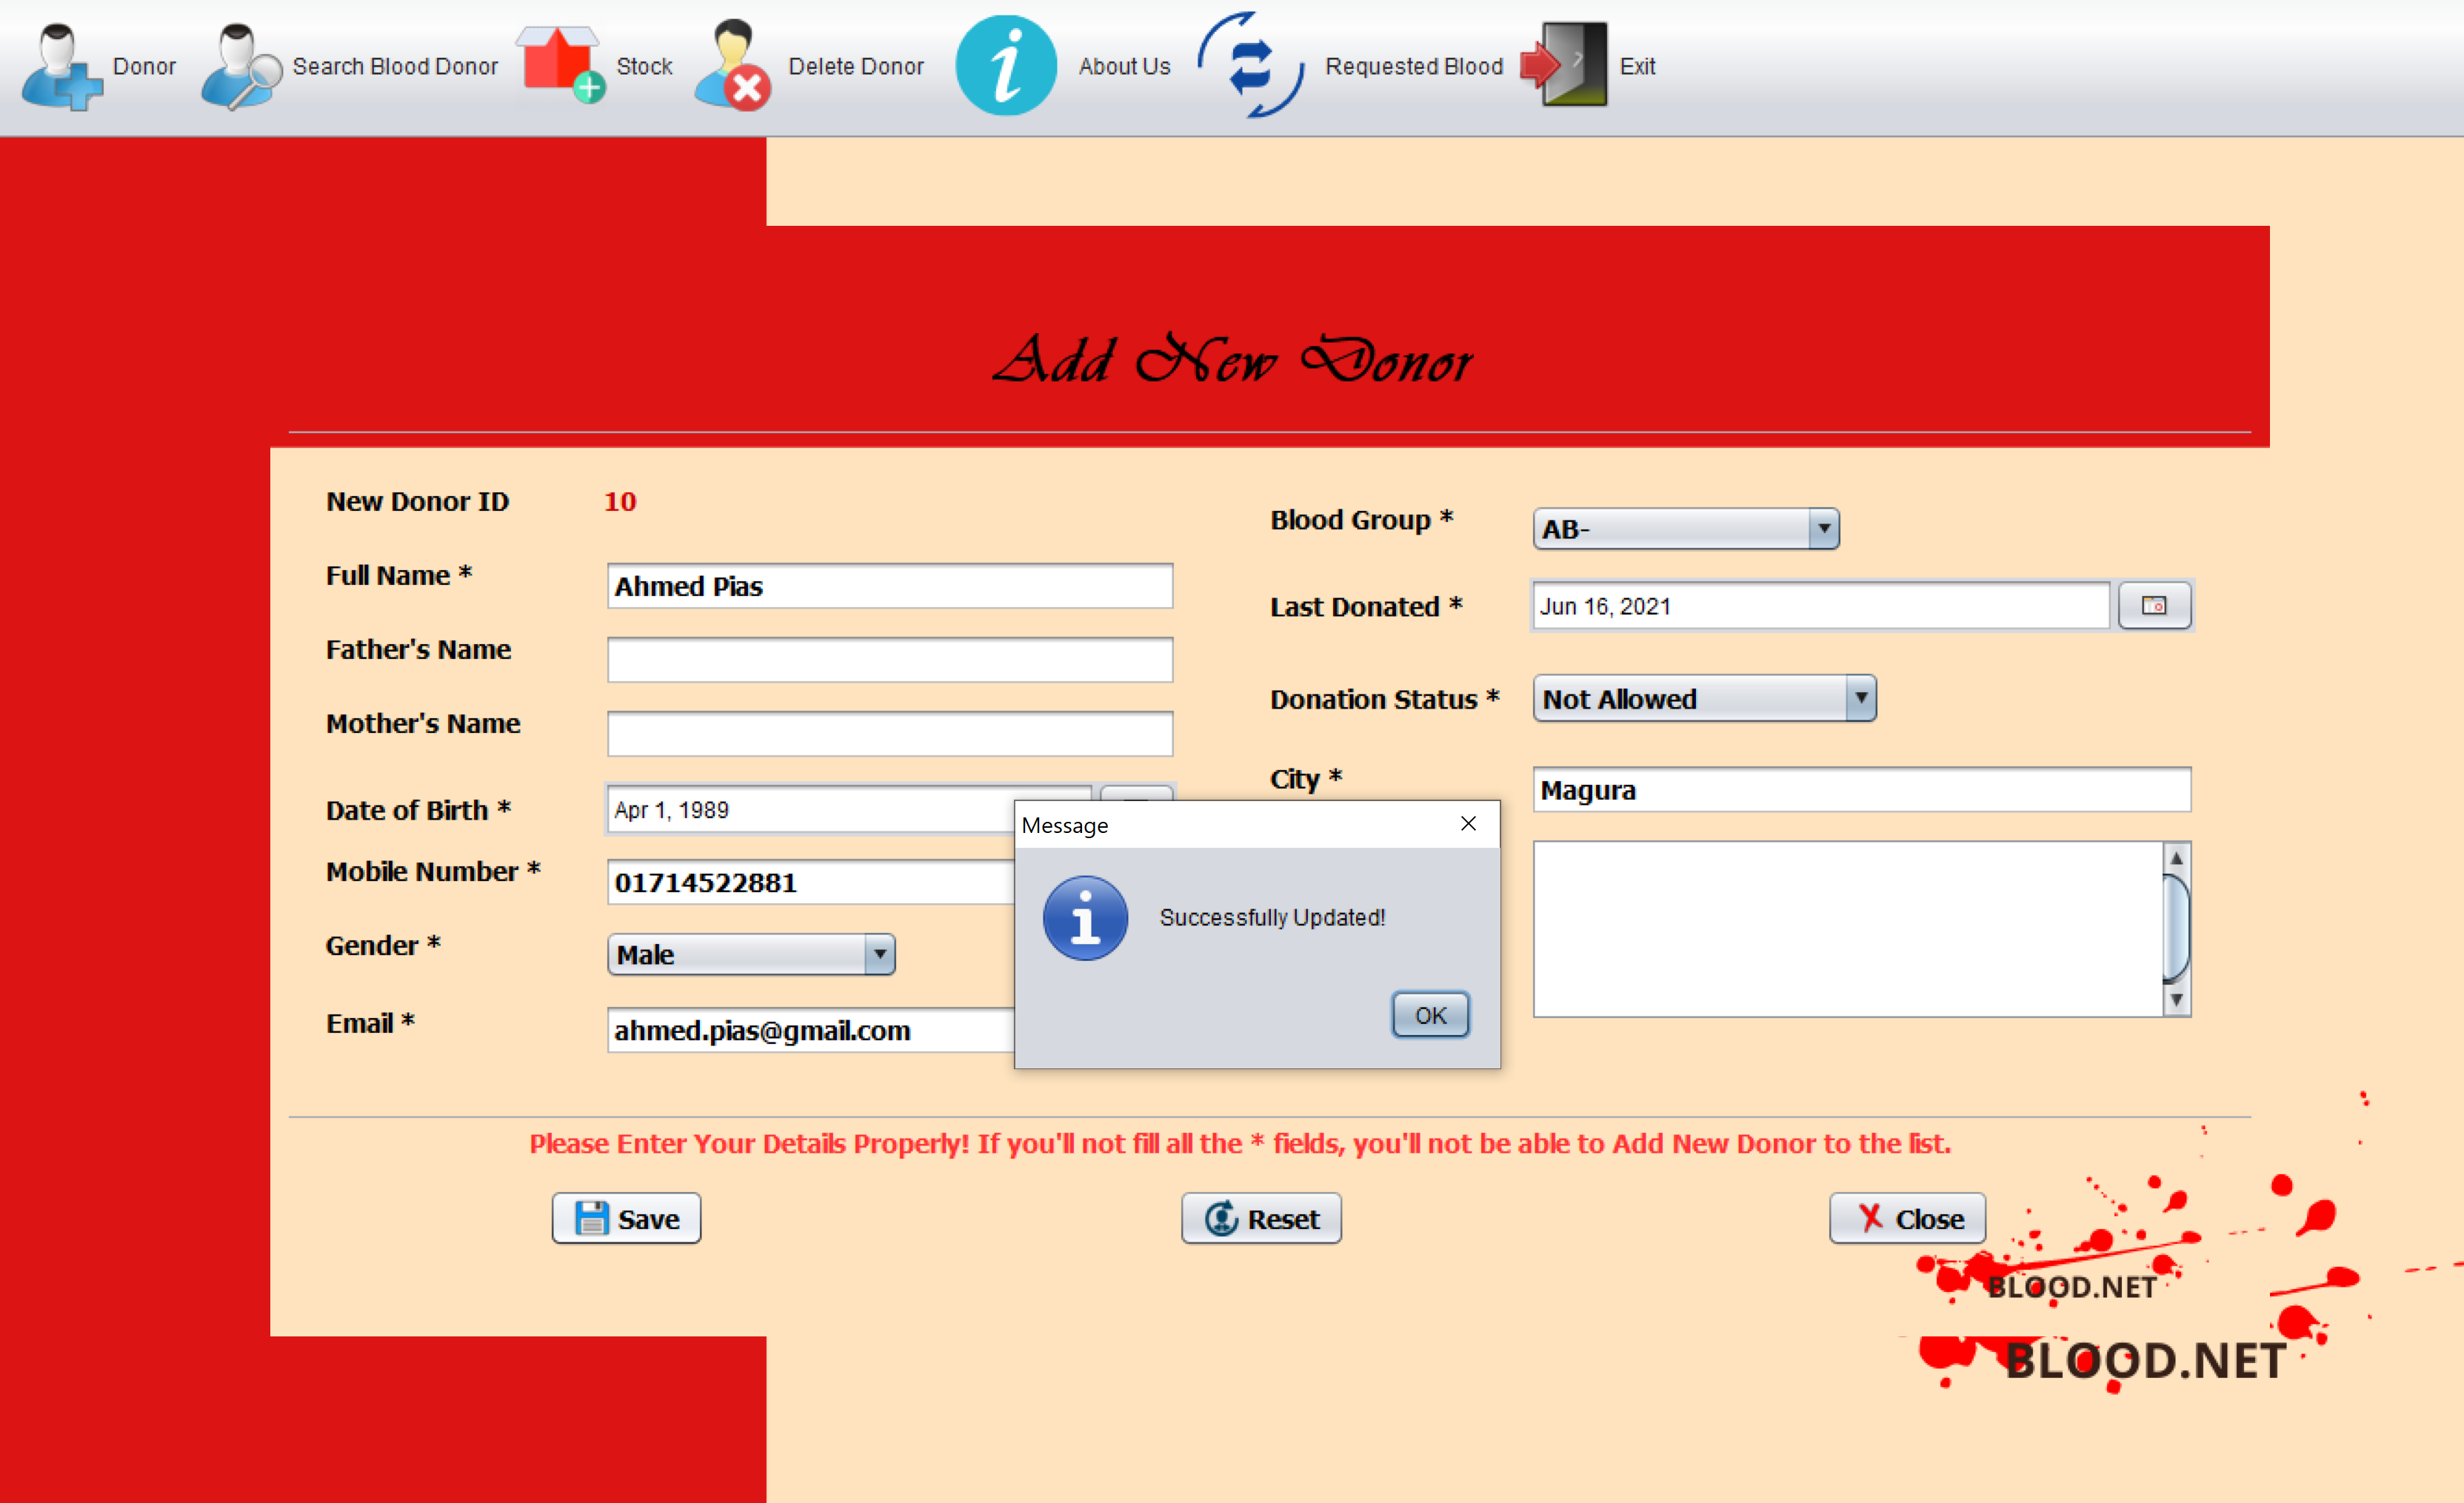 Donor Search Blood Donor Stock Delete Donor About Us Requested Blood Exit
Add New Donor
New Donor ID 10
Full Name * Ahmed Pias
Father's Name
Mother's Name
Date of Birth * Apr 1, 1989
Mobile Number * 01714522881
Gender * Male
Email * ahmed.pias@gmail.com
Blood Group * AB-
Last Donated * Jun 16, 2021
Donation Status * Not Allowed
City * Magura
Message
Successfully Updated!
OK
Please Enter Your Details Properly! If you'll not fill all the * fields, you'll not be able to Add New Donor to the list.
Save Reset Close
BLOOD.NET
BLOOD.NET